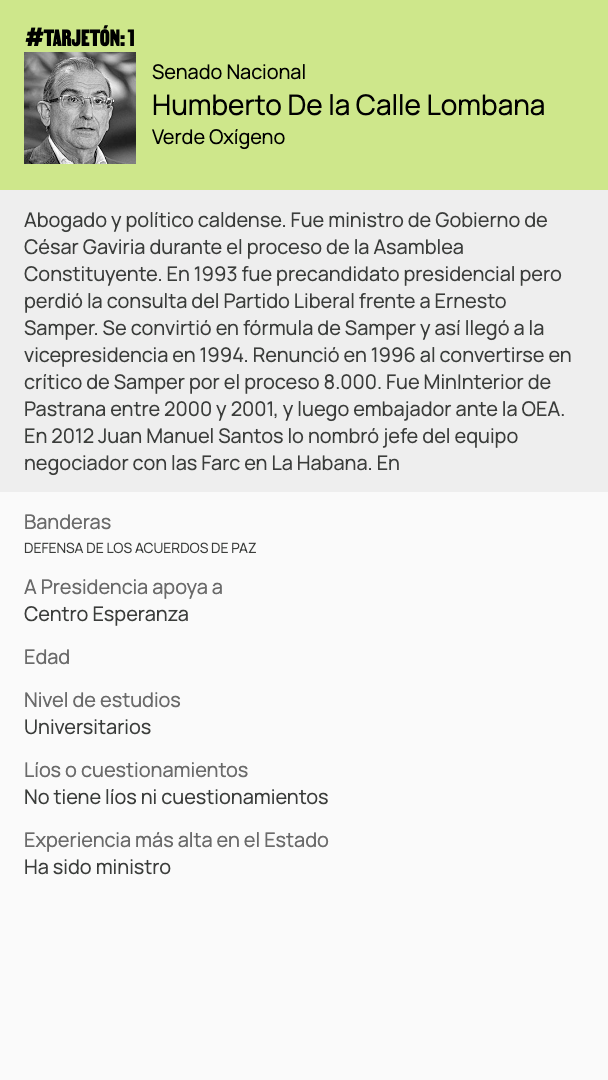 #TARJETÓN: 1
Senado Nacional
Humberto De la Calle Lombana
Verde Oxígeno
Abogado y político caldense. Fue ministro de Gobierno de
César Gaviria durante el proceso de la Asamblea
Constituyente. En 1993 fue precandidato presidencial pero
perdió la consulta del Partido Liberal frente a Ernesto
Samper. Se convirtió en fórmula de Samper y así llegó a la
vicepresidencia en 1994. Renunció en 1996 al convertirse en
crítico de Samper por el proceso 8.000. Fue MinInterior de
Pastrana entre 2000 y 2001, y luego embajador ante la OEA.
En 2012 Juan Manuel Santos lo nombró jefe del equipo
negociador con las Farc en La Habana. En
Banderas
DEFENSA DE LOS ACUERDOS DE PAZ
A Presidencia apoya a
Centro Esperanza
Edad
Nivel de estudios
Universitarios
Líos o cuestionamientos
No tiene líos ni cuestionamientos
Experiencia más alta en el Estado
Ha sido ministro